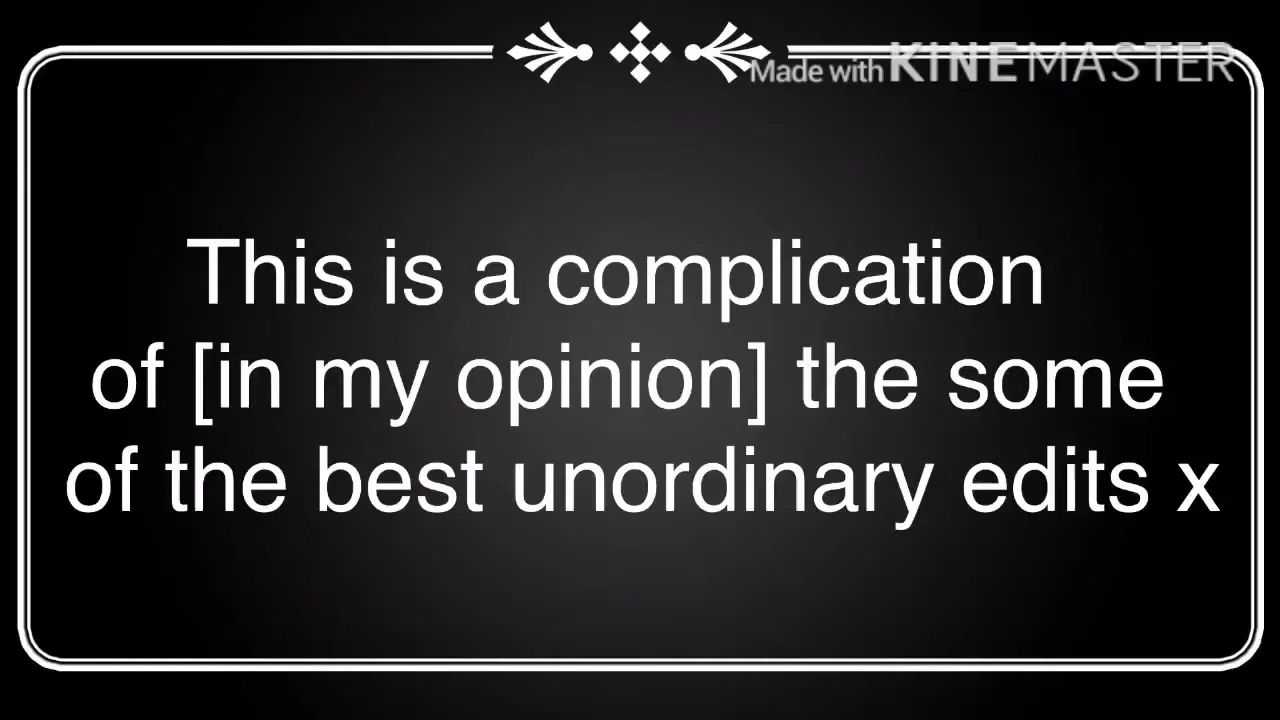 Made with KINEMASTER
This is a complication
of [in my opinion] the some
of the best unordinary edits x